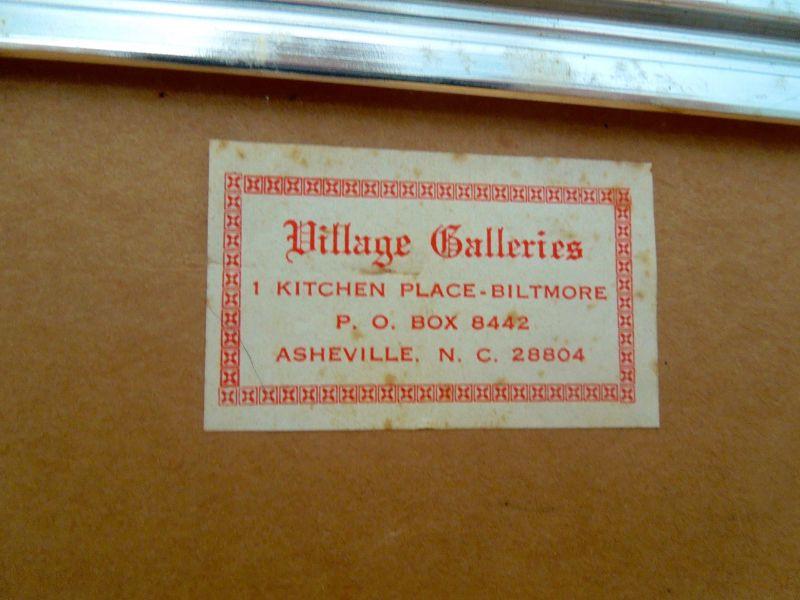 Village Galleries
1 KITCHEN PLACE-BILTMORE
P. O. BOX 8442
ASHEVILLE, N. C. 28804